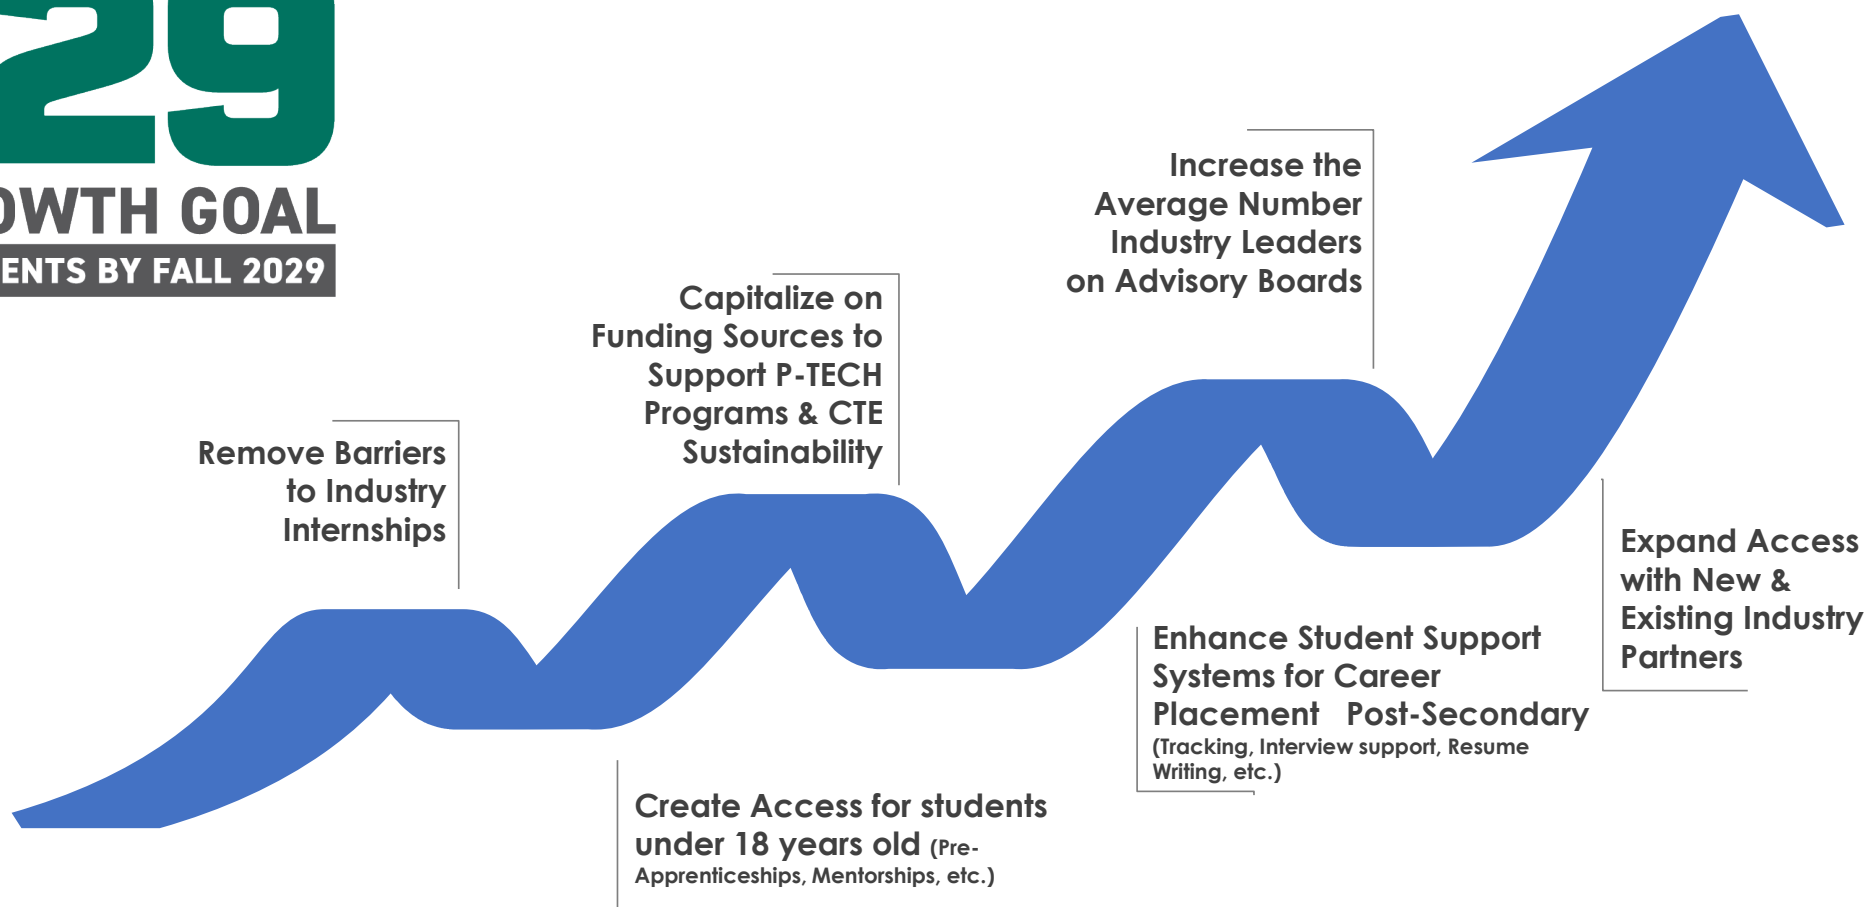 29
OWTH GOAL
ENTS BY FALL 2029
Remove Barriers
to Industry
Internships
Create Access for students
under 18 years old (Pre-
Apprenticeships, Mentorships, etc.)
Capitalize on
Funding Sources to
Support P-TECH
Programs & CTE
Sustainability
Enhance Student Support
Systems for Career
Placement   Post-Secondary
(Tracking, Interview support, Resume
Writing, etc.)
Increase the
Average Number
Industry Leaders
on Advisory Boards
Expand Access
with New &
Existing Industry
Partners